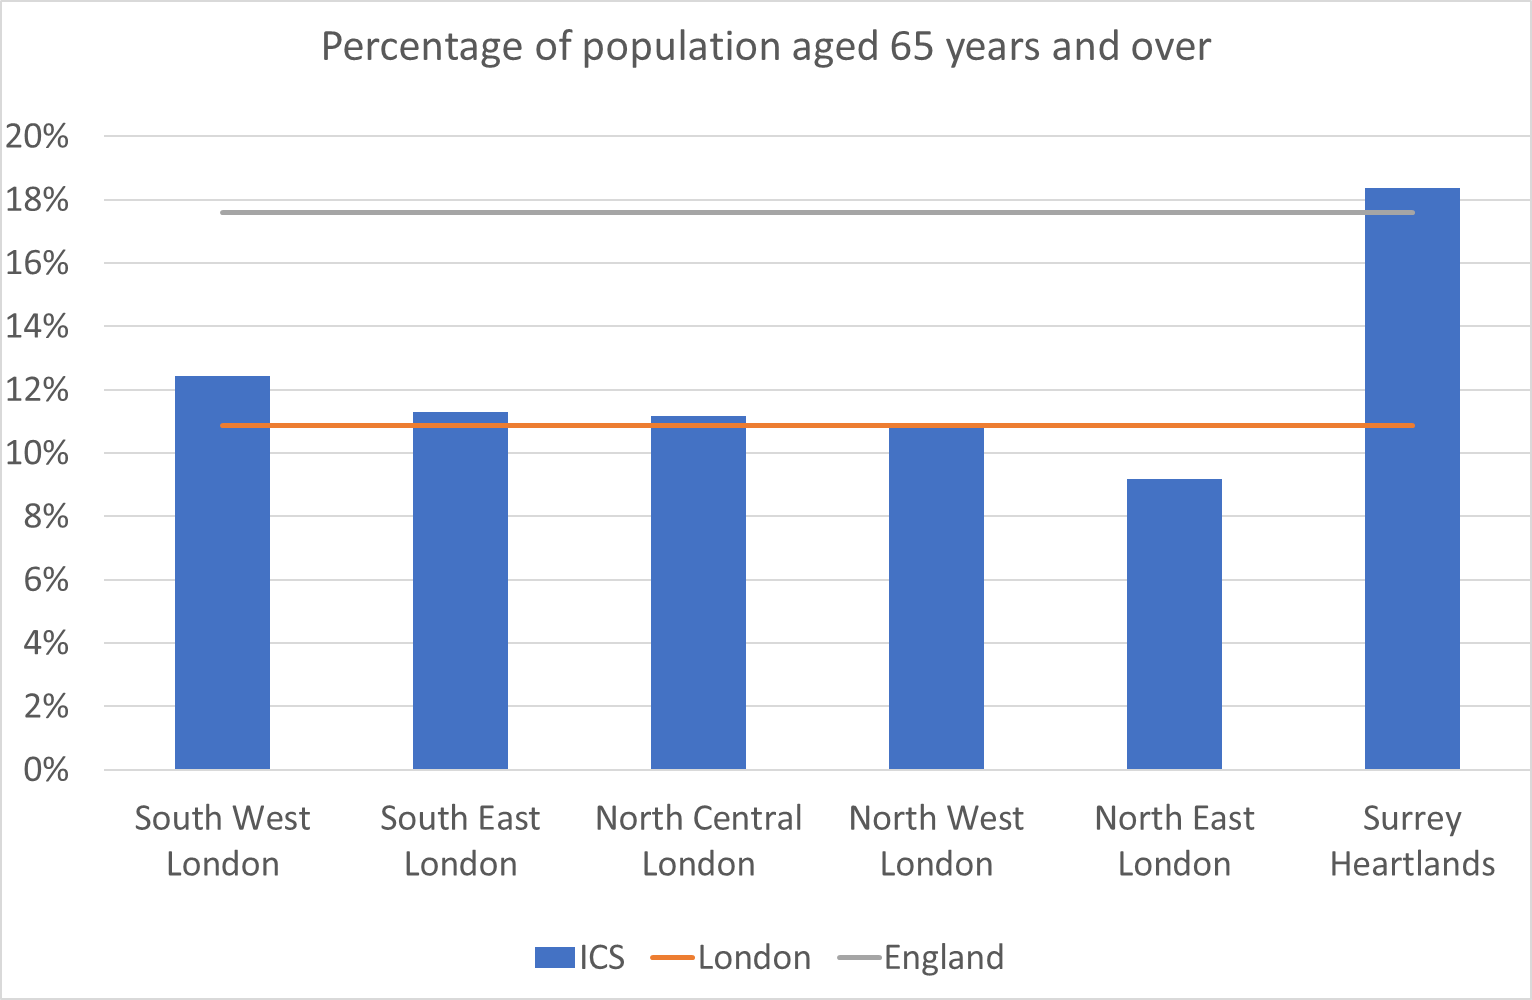 Percentage of population aged 65 years and over
20%
18%
16%
14%
12%
10%
8%
6%
4%
2%
0%
South West
London
South East
London
North Central
London
North West
London
North East
London
Surrey
Heartlands
ICS
London
England